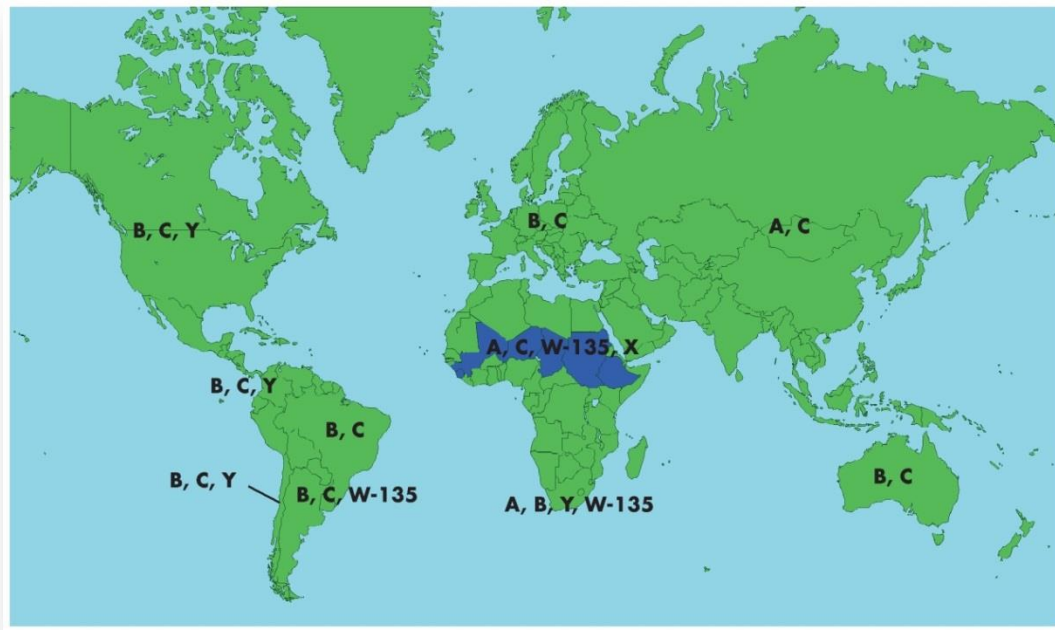 B, C, Y
B, C
A, C
A, C, W-135, X
B, C, Y
B, C
B, C, Y
B, C, W-135
A, B, Y, W-135
B, C